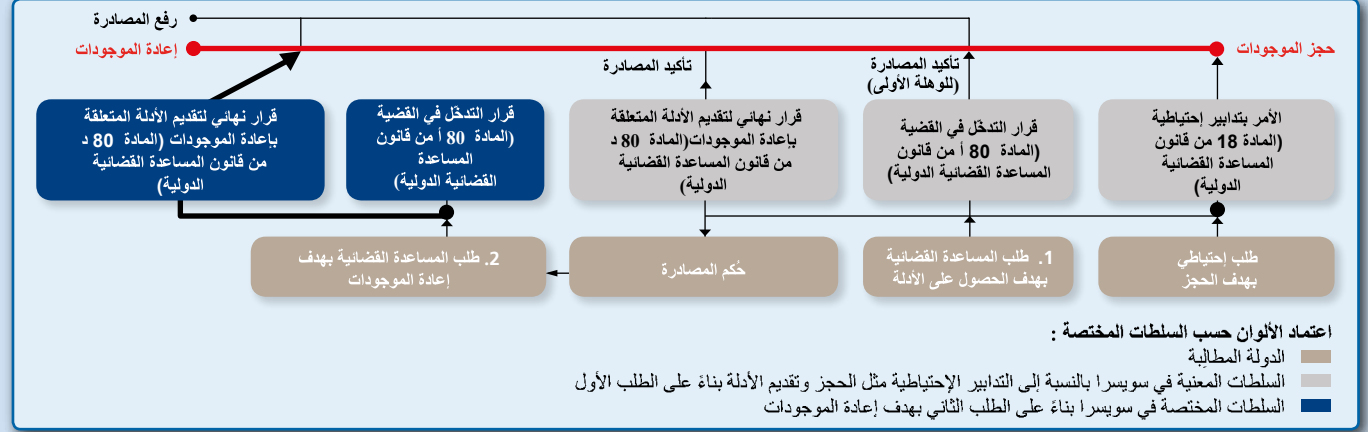 رفع المصادرة
حجز الموجودات
إعادة الموجودات
تأكيد المصادرة
(للوهلة الأولى)
تأكيد المصادرة
الأمر بتدابير إحتياطية
(المادة 18 من قانون
المساعدة القضائية
الدولية)
قرار التدخّل في القضية
(المادة 80 أ من قانون
المساعدة القضائية الدولية)
قرار نهائي لتقديم الأدلة المتعلقة
بإعادة الموجودات(المادة 80 د
من قانون المساعدة القضائية
الدولية)
قرار التدخّل في القضية
(المادة 80 أ من قانون
المساعدة
القضائية الدولية)
قرار نهائي لتقديم الأدلة المتعلقة
بإعادة الموجودات (المادة 80 د
من قانون المساعدة القضائية
الدولية)
طلب إحتياطي
بهدف الحجز
1. طلب المساعدة القضائية
بهدف الحصول على الأدلة
حُكم المصادرة
2. طلب المساعدة القضائية بهدف
إعادة الموجودات
اعتماد الألوان حسب السلطات المختصة :
الدولة المطالِبة
السلطات المعنية في سويسرا بالنسبة إلى التدابير الإحتياطية مثل الحجز وتقديم الأدلة بناءً على الطلب الأول
السلطات المختصة في سويسرا بناءً على الطلب الثاني بهدف إعادة الموجودات